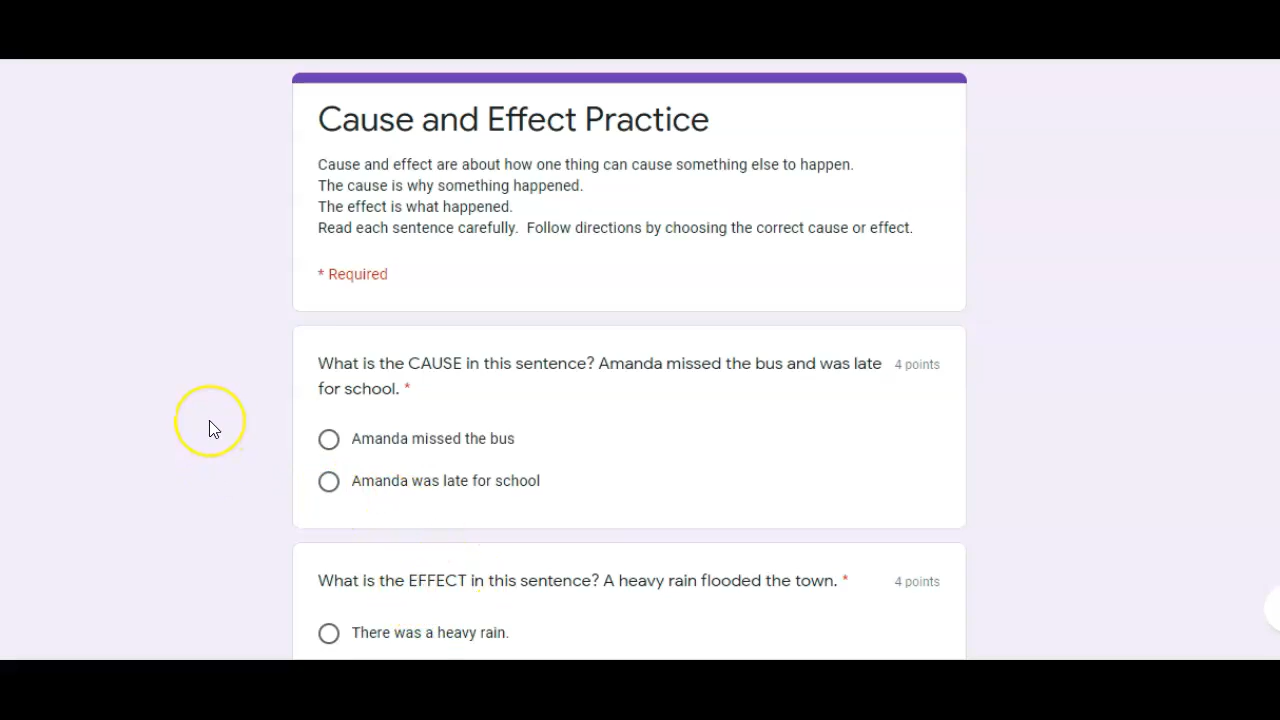 Cause and Effect Practice
Cause and effect are about how one thing can cause something else to happen.
The cause is why something happened.
The effect is what happened.
Read each sentence carefully.  Follow directions by choosing the correct cause or effect.
* Required
What is the CAUSE in this sentence? Amanda missed the bus and was late 4 points
for school. *
Amanda missed the bus
Amanda was late for school
What is the EFFECT in this sentence? A heavy rain flooded the town. * 4 points
There was a heavy rain.